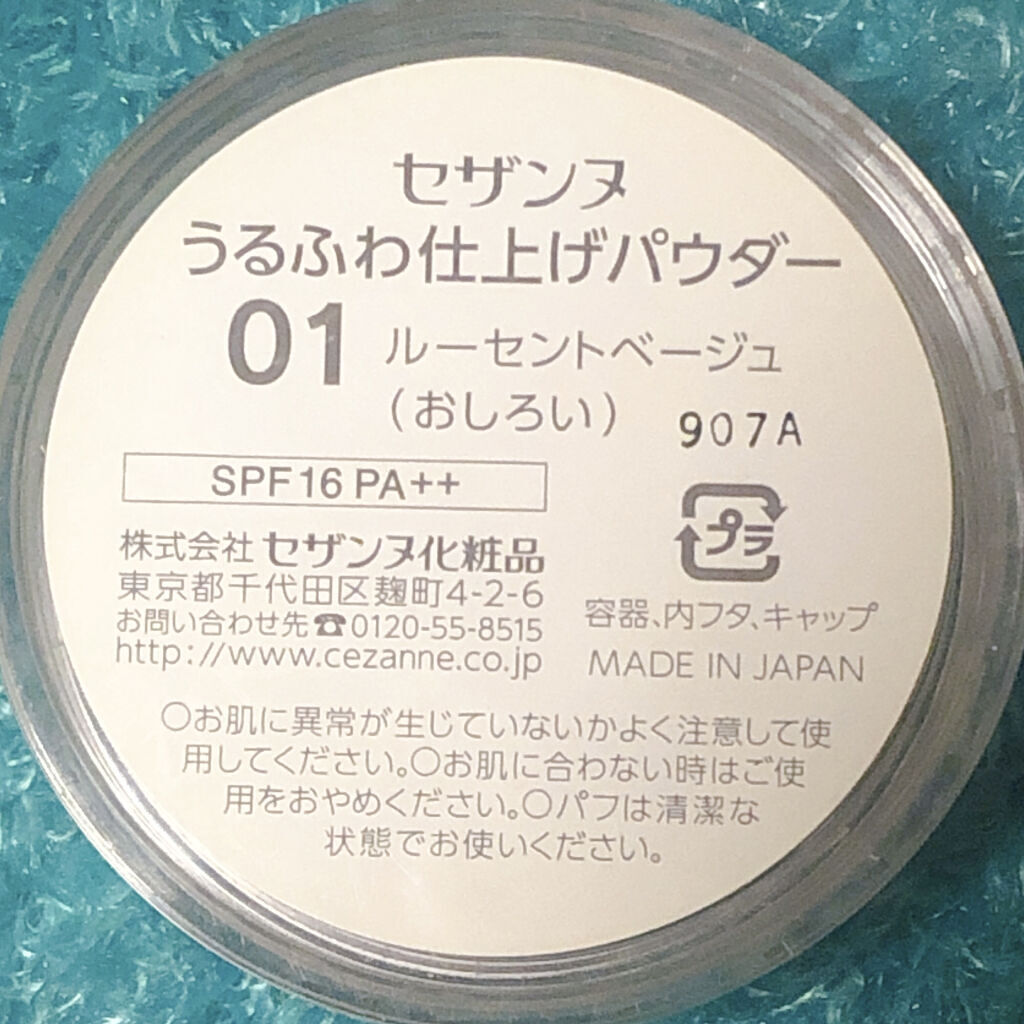 セザンヌ
うるふわ仕上げパウダー
01 ルーセントベージュ
(おしろい)
907A
SPF16 PA++
プラ
株式会社 セザンヌ化粧品
東京都千代田区麹町4-2-6
お問い合わせ先☎0120-55-8515
http://www.cezanne.co.jp
容器、内フタ、キャップ
MADE IN JAPAN
○お肌に異常が生じていないかよく注意して使
用してください。○お肌に合わない時はご使
用をおやめください。○パフは清潔な
状態でお使いください。